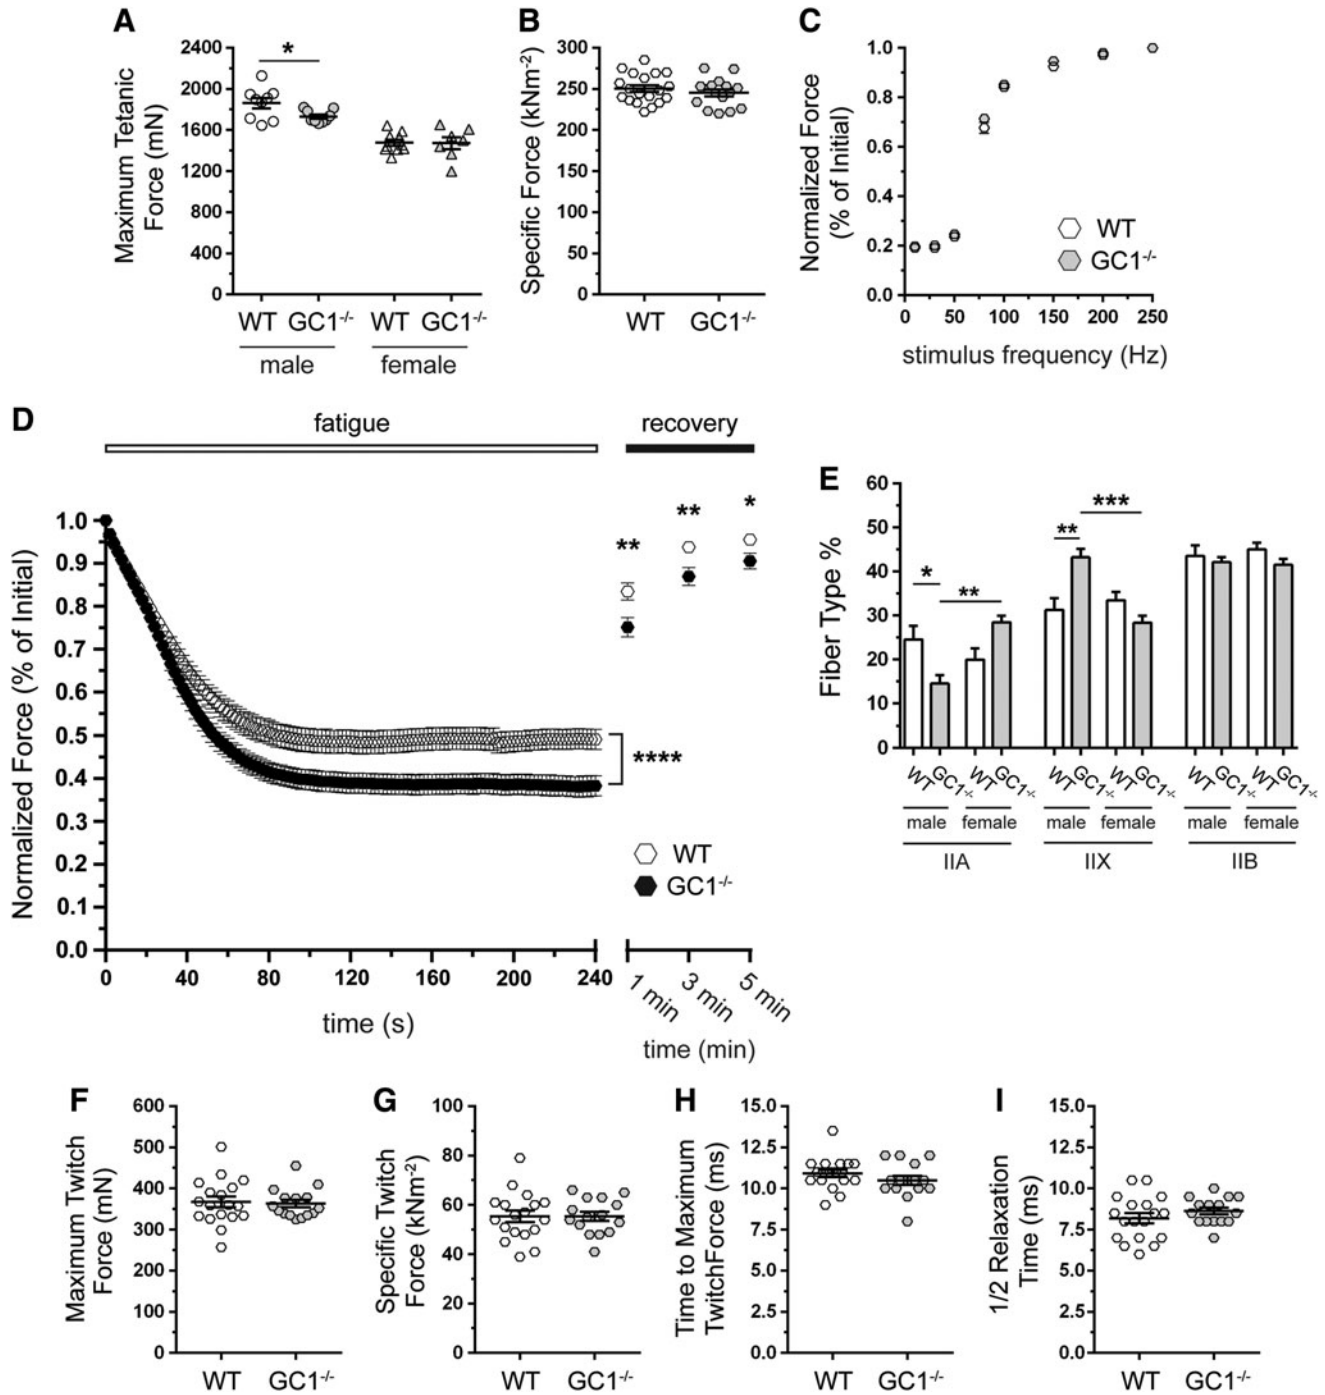 A
Maximum Tetanic
Force (mN)
2400
2000
1600
1200
800
400
0
*
WT GC1-/- WT GC1-/-
male female
B
Specific Force (kNm-2)
300
250
200
150
100
50
0
WT GC1-/-
C
Normalized Force
(% of Initial)
1.0
0.8
0.6
0.4
0.2
0.0
WT
GC1-/-
0 50 100 150 200 250
stimulus frequency (Hz)
D
fatigue recovery
Normalized Force (% of Initial)
1.0
0.9
0.8
0.7
0.6
0.5
0.4
0.3
0.2
0.1
0.0
** ** *
****
WT
GC1-/-
0 40 80 120 160 200 240
time (s)
1 min 3 min 5 min
time (min)
E
Fiber Type %
60
50
40
30
20
10
0
* ** ** ***
WT GC1-/- WT GC1-/- WT GC1-/- WT GC1-/- WT GC1-/- WT GC1-/-
male female male female male female
IIA IIX IIB
F
Maximum Twitch
Force (mN)
600
500
400
300
200
100
0
WT GC1-/-
G
Specific Twitch
Force (kNm-2)
100
80
60
40
20
0
WT GC1-/-
H
Time to Maximum
TwitchForce (ms)
15.0
12.5
10.0
7.5
5.0
2.5
0.0
WT GC1-/-
I
1/2 Relaxation
Time (ms)
15.0
12.5
10.0
7.5
5.0
2.5
0.0
WT GC1-/-